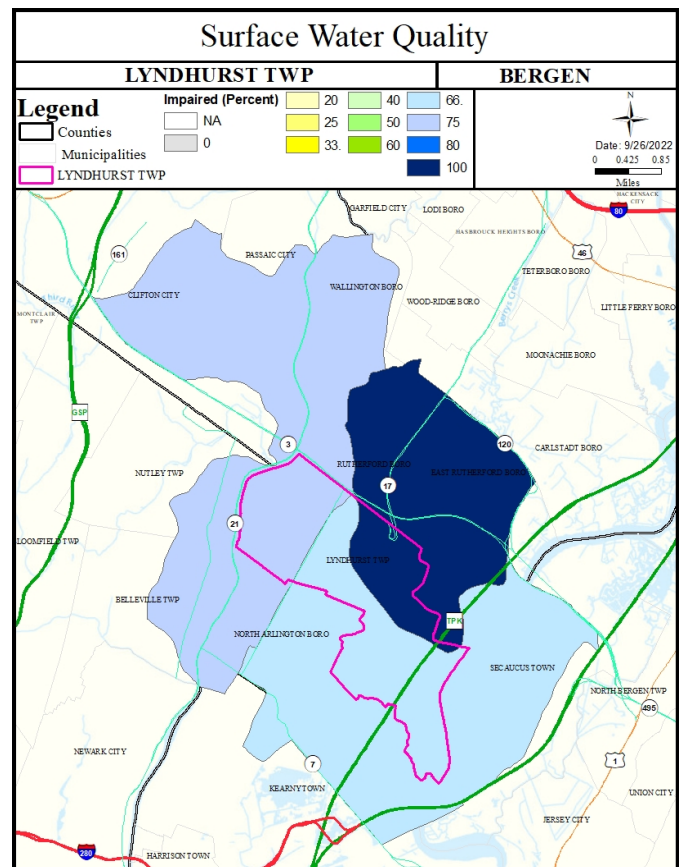 Surface Water Quality
LYNDHURST TWP
BERGEN
Legend
Counties
Municipalities
LYNDHURST TWP
Impaired (Percent)
NA
0
20
25
33.
40
50
60
66.
75
80
100
N
Date: 9/26/2022
0 0.425 0.85
Miles
HACKENSACK
CITY
80
GARFIELD CITY
LODI BORO
HASBROUCK HEIGHTS BORO
46
161
PASSAIC CITY
TETERBORO BORO
CLIFTON CITY
WALLINGTON BORO
WOOD-RIDGE BORO
Berrys Creek
LITTLE FERRY BORO
MONTCLAIR
TWP
MOONACHIE BORO
GSP
3
120
CARLSTADT BORO
NUTLEY TWP
RUTHERFORD BORO
EAST RUTHERFORD BORO
17
21
LOOMFIELD TWP
LYNDHURST TWP
BELLEVILLE TWP
TPK
NORTH ARLINGTON BORO
SECAUCUS TOWN
NORTH BERGEN TWP
495
NEWARK CITY
7
1
KEARNY TOWN
UNION CITY
JERSEY CITY
280
HARRISON TOWN